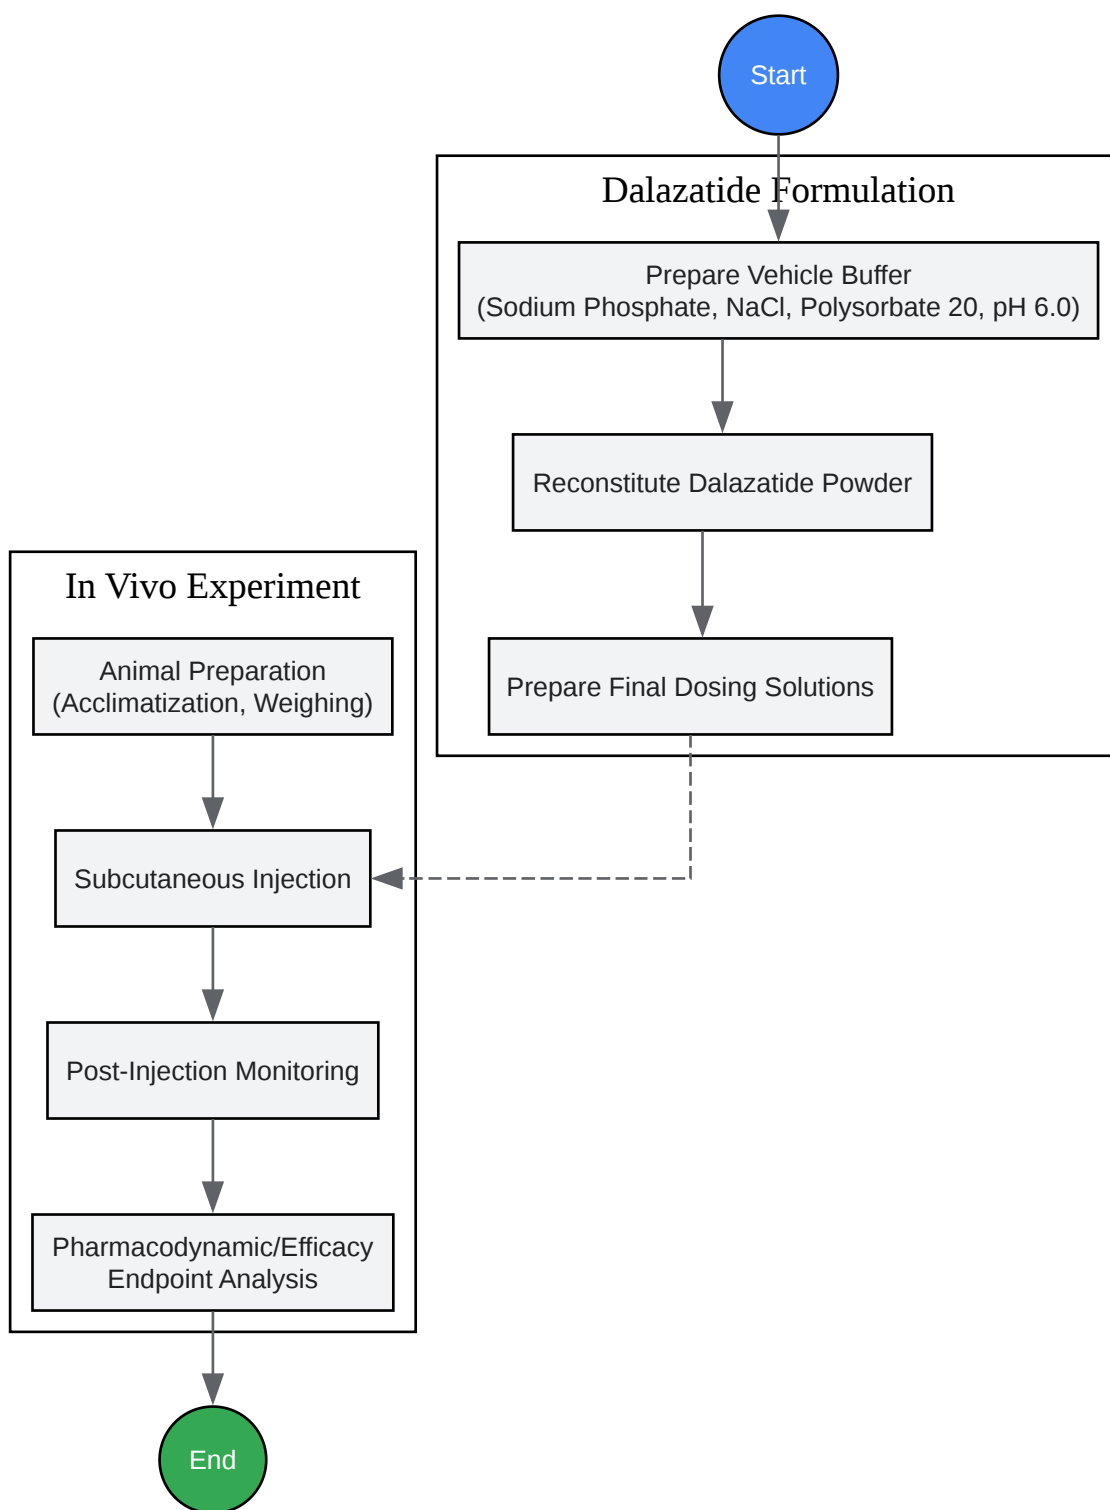 Start
Dalazatide Formulation
Prepare Vehicle Buffer
(Sodium Phosphate, NaCl, Polysorbate 20, pH 6.0)
Reconstitute Dalazatide Powder
Prepare Final Dosing Solutions
In Vivo Experiment
Animal Preparation
(Acclimatization, Weighing)
Subcutaneous Injection
Post-Injection Monitoring
Pharmacodynamic/Efficacy
Endpoint Analysis
End